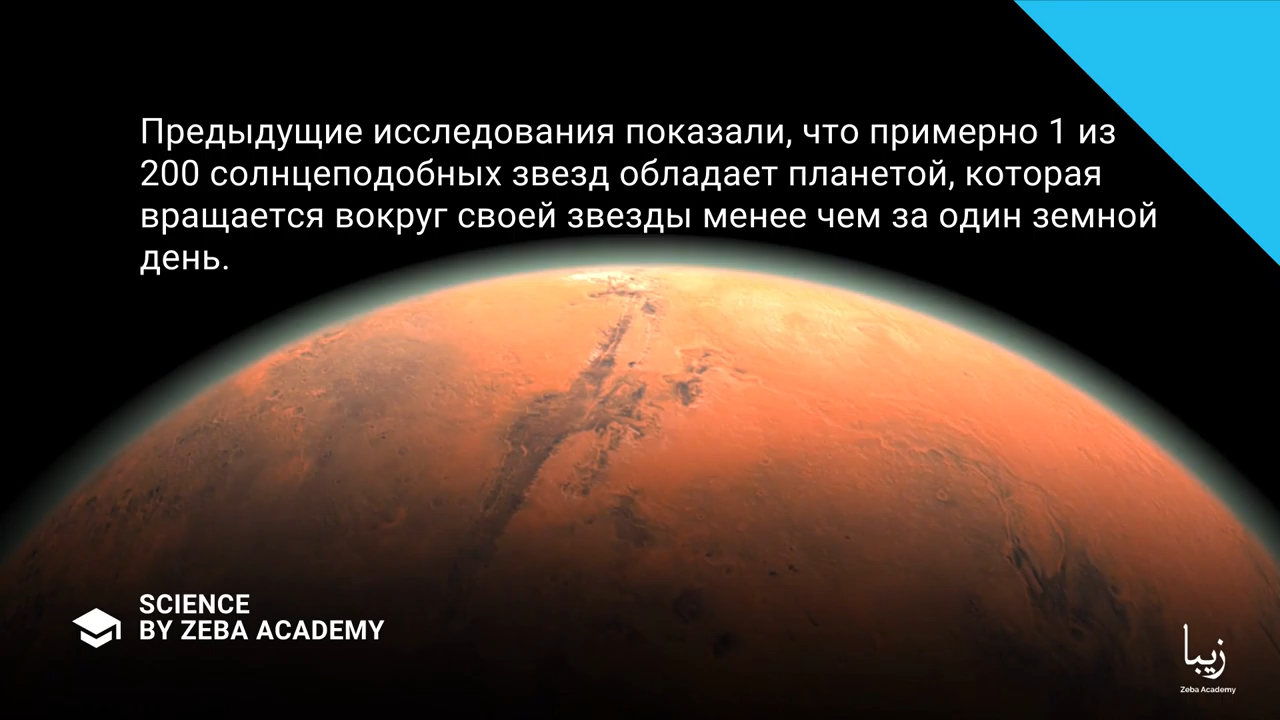 Предыдущие исследования показали, что примерно 1 из
200 солнцеподобных звезд обладает планетой, которая
вращается вокруг своей звезды менее чем за один земной
день.
SCIENCE
BY ZEBA ACADEMY
زیبا
Zeba Academy